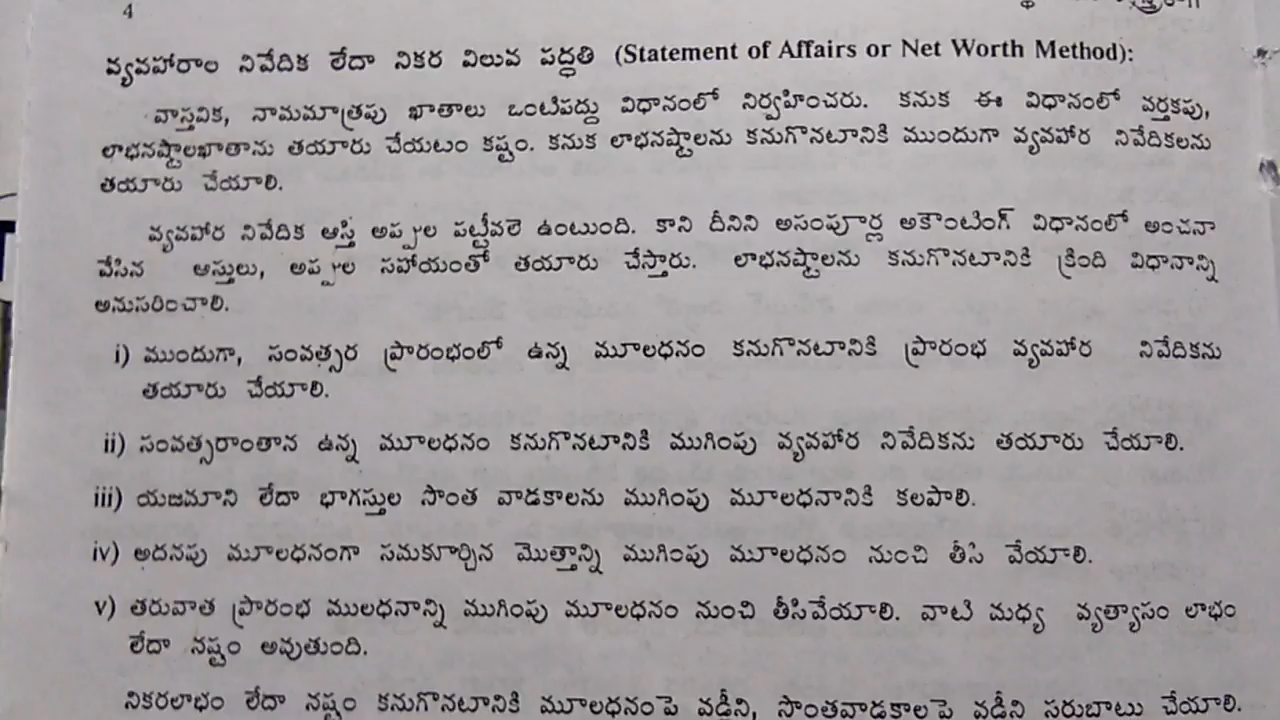 4
వ్యవహారాల నివేదిక లేదా నికర విలువ పద్ధతి (Statement of Affairs or Net Worth Method):
వాస్తవిక, నామమాత్రపు ఖాతాలు ఒంటిపద్దు విధానంలో నిర్వహించరు. కనుక ఈ విధానంలో వర్తకపు,
లాభనష్టాలఖాతాను తయారు చేయటం కష్టం. కనుక లాభనష్టాలను కనుగొనటానికి ముందుగా వ్యవహార నివేదికలను
తయారు చేయాలి.
వ్యవహార నివేదిక ఆస్తి అప్పుల పట్టీవలె ఉంటుంది. కాని దీనిని అసంపూర్ణ అకౌంటింగ్ విధానంలో అంచనా
వేసిన ఆస్తులు, అప్పుల సహాయంతో తయారు చేస్తారు. లాభనష్టాలను కనుగొనటానికి క్రింది విధానాన్ని
అనుసరించాలి.
i) ముందుగా, సంవత్సర ప్రారంభంలో ఉన్న మూలధనం కనుగొనటానికి ప్రారంభ వ్యవహార నివేదికను
తయారు చేయాలి.
ii) సంవత్సరాంతాన ఉన్న మూలధనం కనుగొనటానికి ముగింపు వ్యవహార నివేదికను తయారు చేయాలి.
iii) యజమాని లేదా భాగస్తుల సొంత వాడకాలను ముగింపు మూలధనానికి కలపాలి.
iv) అదనపు మూలధనంగా సమకూర్చిన మొత్తాన్ని ముగింపు మూలధనం నుంచి తీసి వేయాలి.
v) తరువాత ప్రారంభ ములధనాన్ని ముగింపు మూలధనం నుంచి తీసివేయాలి. వాటి మధ్య వ్యత్యాసం లాభం
లేదా నష్టం అవుతుంది.
నికరలాభం లేదా నష్టం కనుగొనటానికి మూలధనంపై వడ్డీని, సొంతవాడకాలపై వడ్డీని సర్దుబాటు చేయాలి.